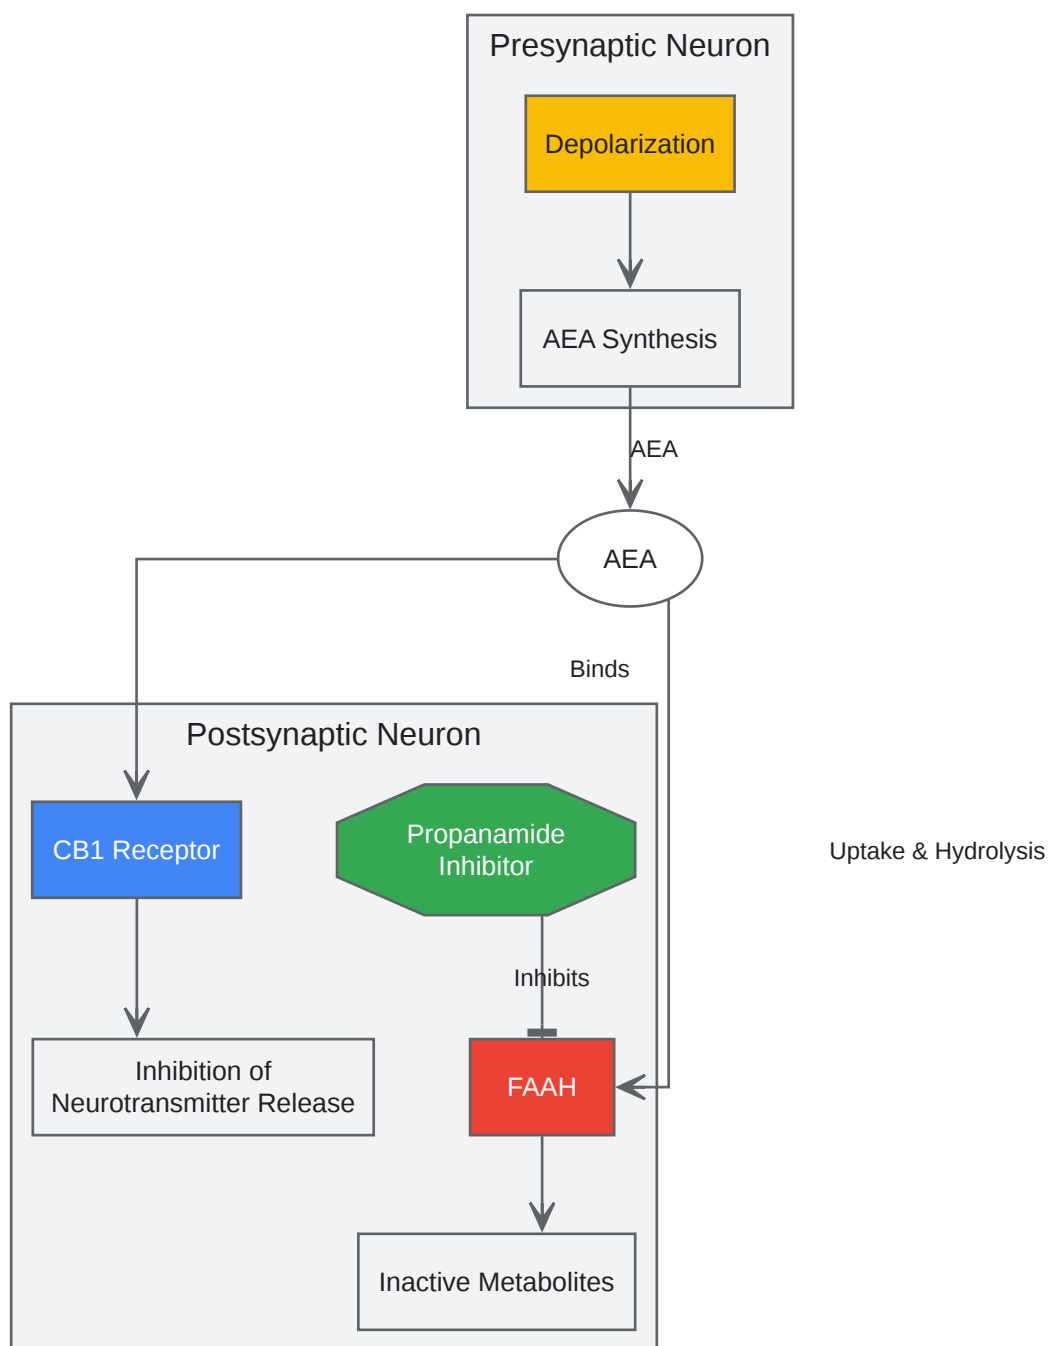 Presynaptic Neuron
Depolarization
AEA Synthesis
AEA
AEA
Binds
Postsynaptic Neuron
CB1 Receptor
Propanamide
Inhibitor
Uptake & Hydrolysis
Inhibits
Inhibition of
Neurotransmitter Release
FAAH
Inactive Metabolites